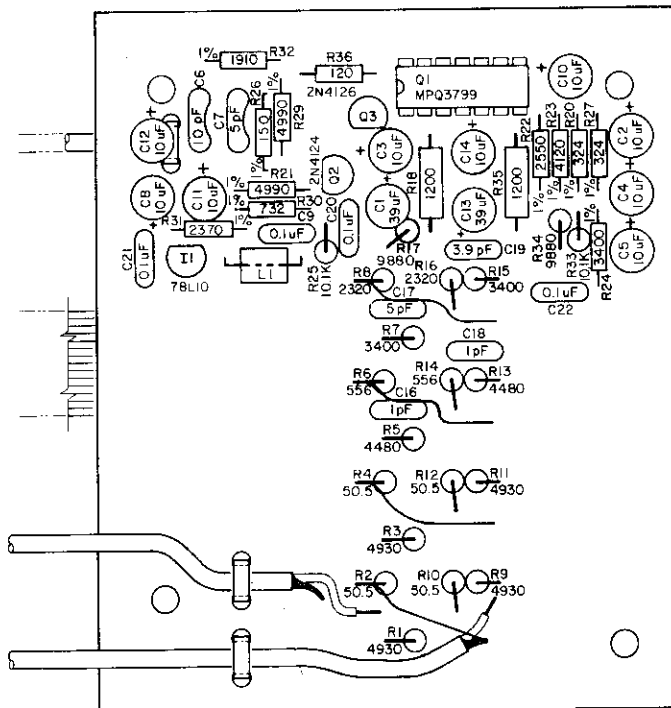 1% 1910 R32
R36
120
2N4126
Q1
MPQ3799
C10
10uF
C6
10pF
C7
5pF
R26
150
1%
4990
R29
Q3
C12
10uF
2N4124
Q2
C3
10uF
R18
1200
C14
10uF
R35
1200
R22
2550
1%
R23
4120
1%
R20
324
1%
R27
324
1%
C2
10uF
C8
10uF
C11
10uF
R21
1% 4990
1% 732 R30
C9
0.1uF
C20
0.1uF
C1
39uF
C13
39uF
C4
10uF
C5
10uF
R31
2370 1%
C21
0.1uF
I1
78L10
L1
R25
10.1K
R17
9880
3.9pF C19
R34
9880
R33
10.1K
3400
R24
0.1uF
C22
R8
2320
C17
5pF
R16
2320
R15
3400
R7
3400
C18
1pF
R6
556
C16
1pF
R14
556
R13
4480
R5
4480
R4
50.5
R12
50.5
R11
4930
R3
4930
R2
50.5
R10
50.5
R9
4930
R1
4930